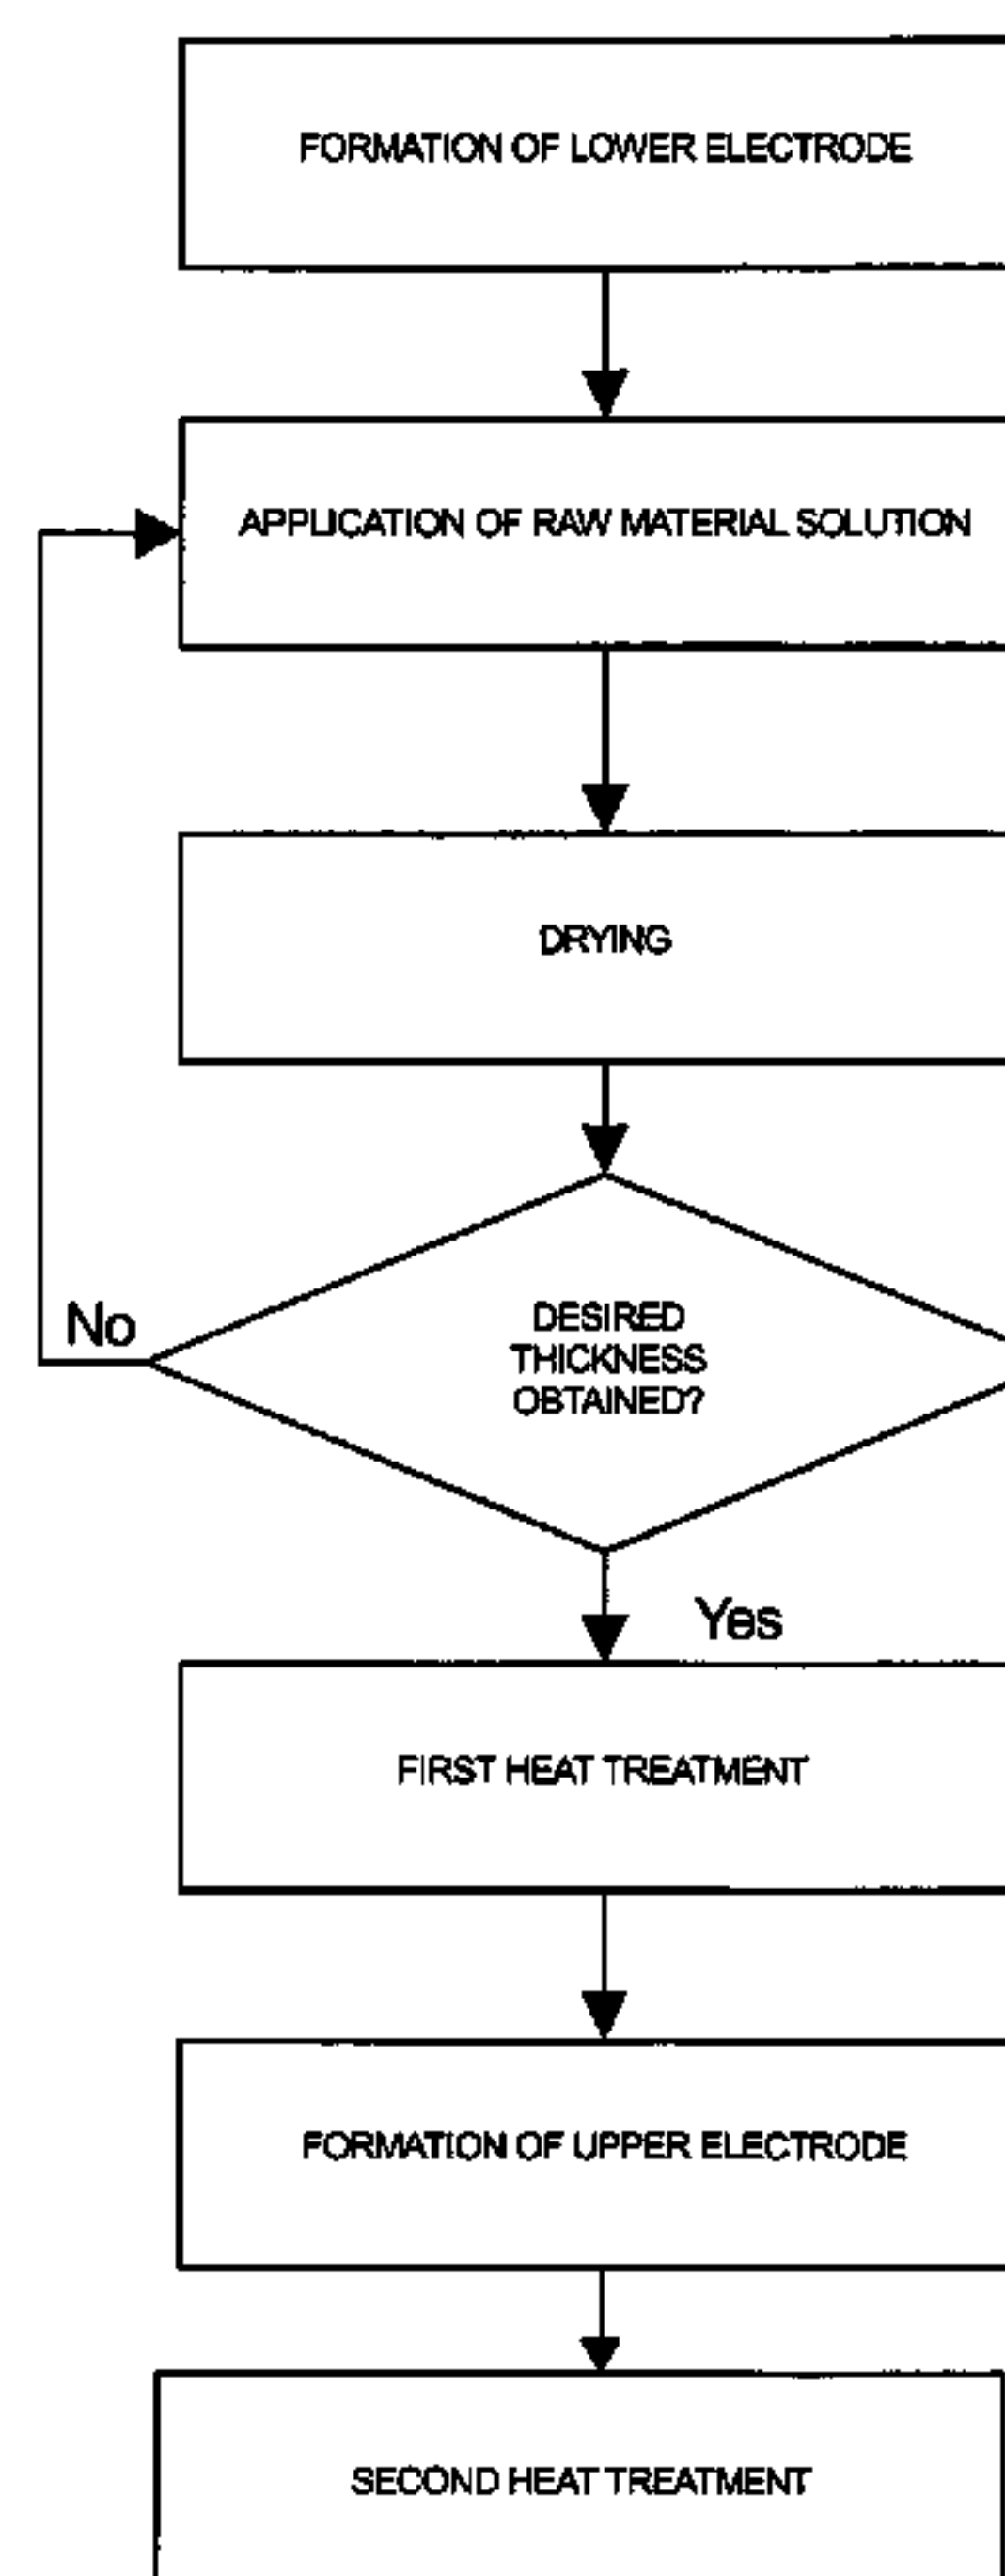 FORMATION OF LOWER ELECTRODE
APPLICATION OF RAW MATERIAL SOLUTION
DRYING
DESIRED
THICKNESS
OBTAINED?
No
Yes
FIRST HEAT TREATMENT
FORMATION OF UPPER ELECTRODE
SECOND HEAT TREATMENT